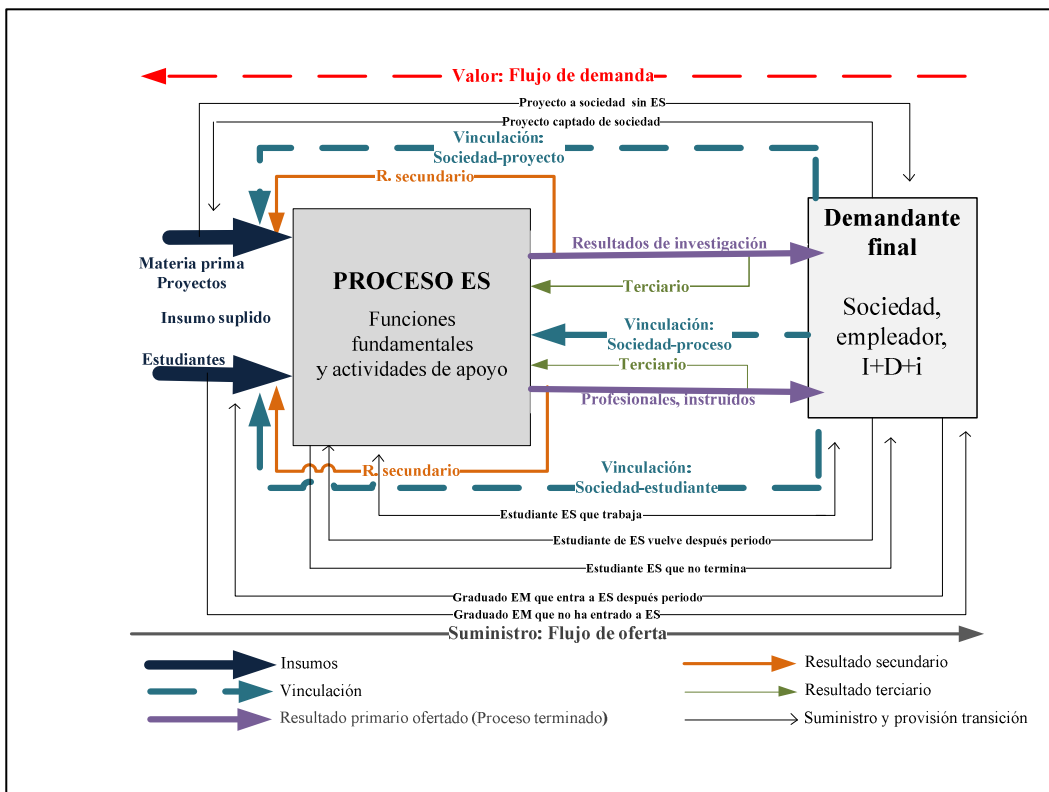 Valor: Flujo de demanda
Proyecto a sociedad sin ES
Proyecto captado de sociedad
Vinculación:
Sociedad-proyecto
R. secundario
Materia prima
Proyectos
Insumo suplido
Estudiantes
PROCESO ES
Funciones
fundamentales
y actividades de apoyo
Resultados de investigación
Terciario
Vinculación:
Sociedad-proceso
Terciario
Profesionales, instruidos
Demandante
final
Sociedad,
empleador,
I+D+i
R. secundario
Vinculación:
Sociedad-estudiante
Estudiante ES que trabaja
Estudiante de ES vuelve después periodo
Estudiante ES que no termina
Graduado EM que entra a ES después periodo
Graduado EM que no ha entrado a ES
Suministro: Flujo de oferta
Insumos
Vinculación
Resultado primario ofertado (Proceso terminado)
Resultado secundario
Resultado terciario
Suministro y provisión transición